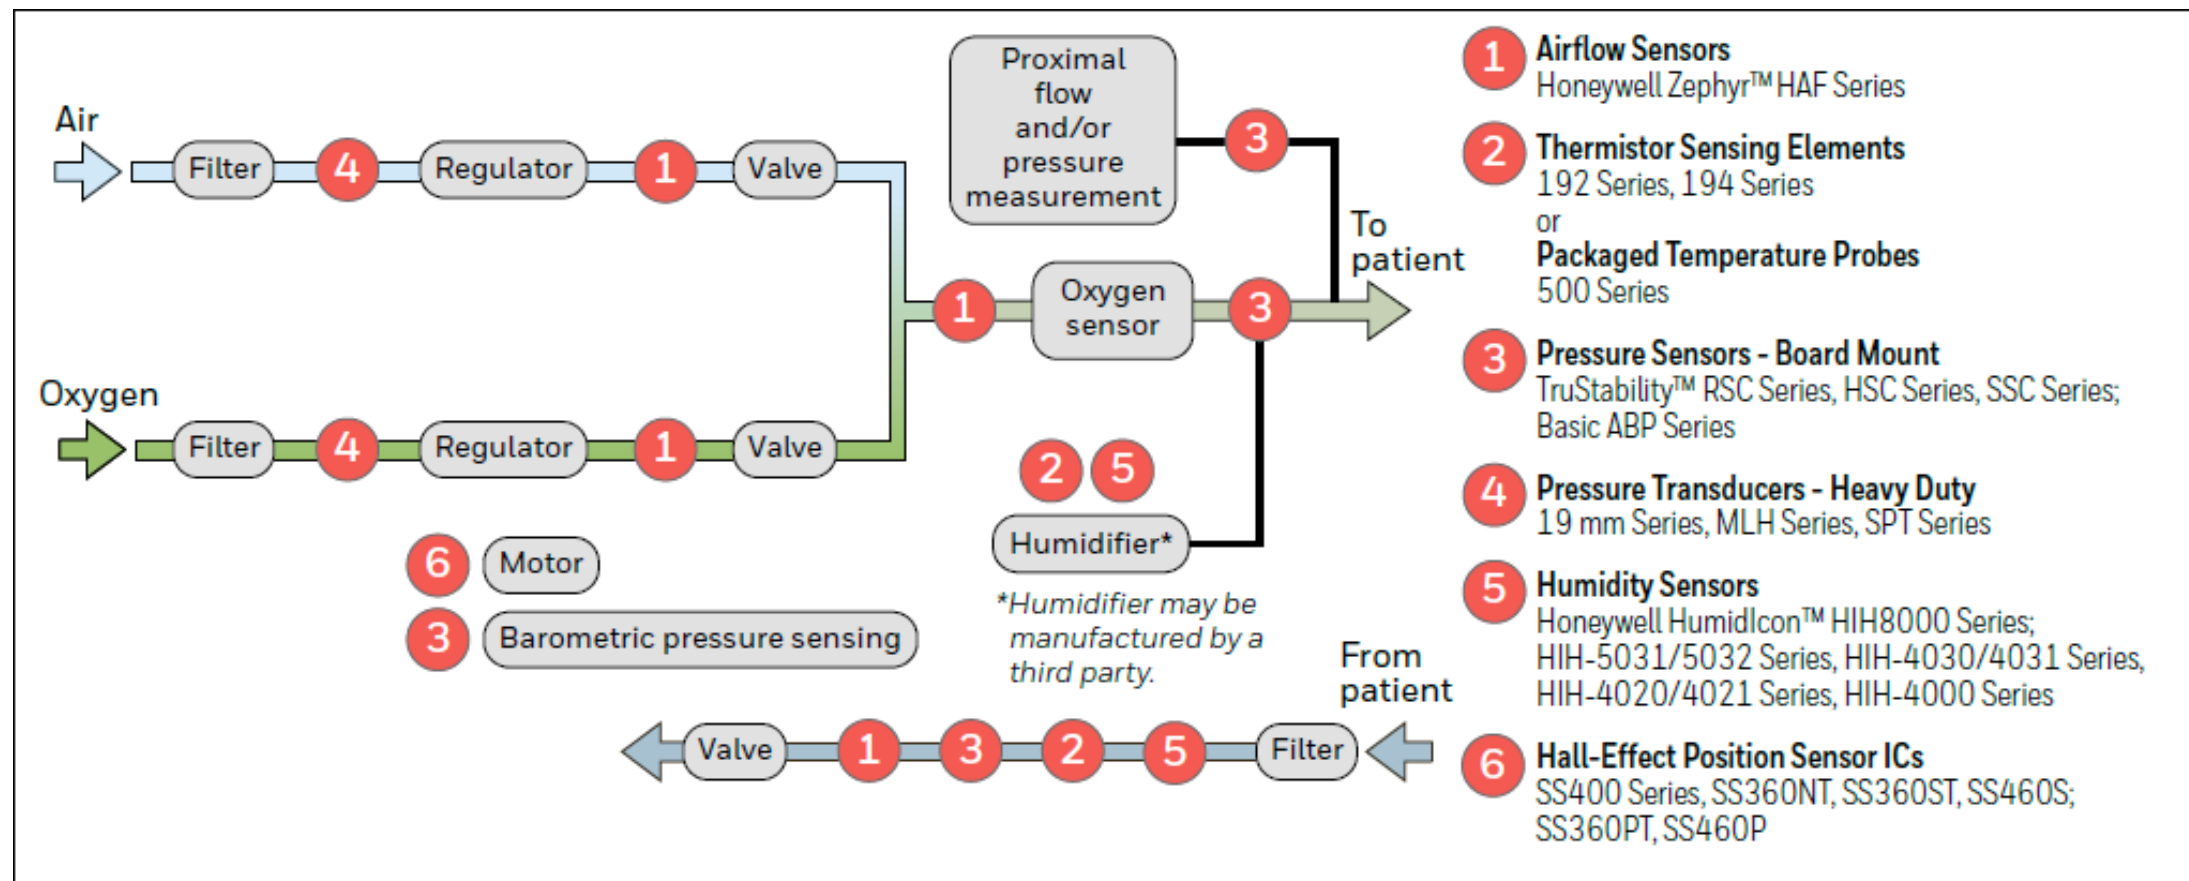 Air
Filter
4
Regulator
1
Valve
Oxygen
Filter
4
Regulator
1
Valve
Proximal
flow
and/or
pressure
measurement
3
1
Oxygen
sensor
3
To
patient
2 5
Humidifier*
*Humidifier may be
manufactured by a
third party.
6 Motor
3 Barometric pressure sensing
From
patient
Valve
1
3
2
5
Filter
1 Airflow Sensors
Honeywell Zephyr™ HAF Series
2 Thermistor Sensing Elements
192 Series, 194 Series
or
Packaged Temperature Probes
500 Series
3 Pressure Sensors - Board Mount
TruStability™ RSC Series, HSC Series, SSC Series;
Basic ABP Series
4 Pressure Transducers - Heavy Duty
19 mm Series, MLH Series, SPT Series
5 Humidity Sensors
Honeywell HumidIcon™ HIH8000 Series;
HIH-5031/5032 Series, HIH-4030/4031 Series,
HIH-4020/4021 Series, HIH-4000 Series
6 Hall-Effect Position Sensor ICs
SS400 Series, SS360NT, SS360ST, SS460S;
SS360PT, SS460P